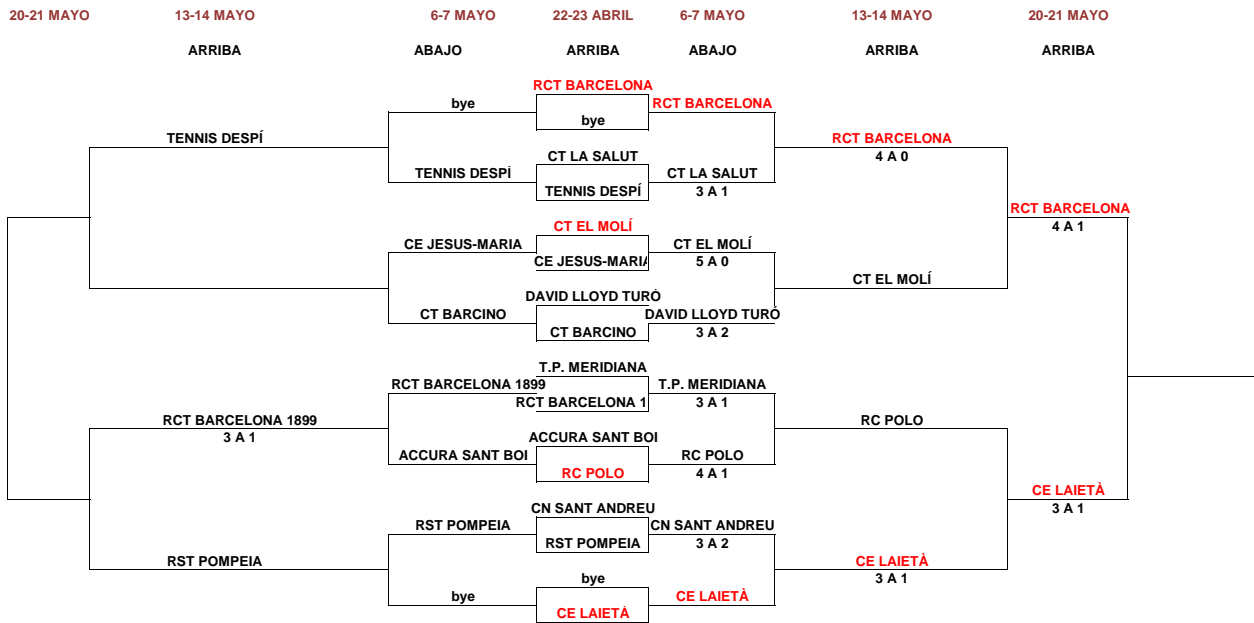 20-21 MAYO 13-14 MAYO 6-7 MAYO 22-23 ABRIL 6-7 MAYO 13-14 MAYO 20-21 MAYO
ARRIBA ABAJO ARRIBA ABAJO ARRIBA ARRIBA
RCT BARCELONA
bye RCT BARCELONA
bye
TENNIS DESPÍ RCT BARCELONA
CT LA SALUT 4 A 0
TENNIS DESPÍ CT LA SALUT
TENNIS DESPÍ 3 A 1
RCT BARCELONA
CT EL MOLÍ 4 A 1
CE JESUS-MARIA CT EL MOLÍ
CE JESUS-MARIA 5 A 0
CT EL MOLÍ
DAVID LLOYD TURÓ
CT BARCINO DAVID LLOYD TURÓ
CT BARCINO 3 A 2
T.P. MERIDIANA
RCT BARCELONA 1899 T.P. MERIDIANA
RCT BARCELONA 1 3 A 1
RCT BARCELONA 1899 RC POLO
3 A 1 ACCURA SANT BOI
ACCURA SANT BOI RC POLO
RC POLO 4 A 1
CE LAIETÀ
CN SANT ANDREU 3 A 1
RST POMPEIA CN SANT ANDREU
RST POMPEIA 3 A 2
RST POMPEIA CE LAIETÀ
bye 3 A 1
bye CE LAIETÀ
CE LAIETÀ